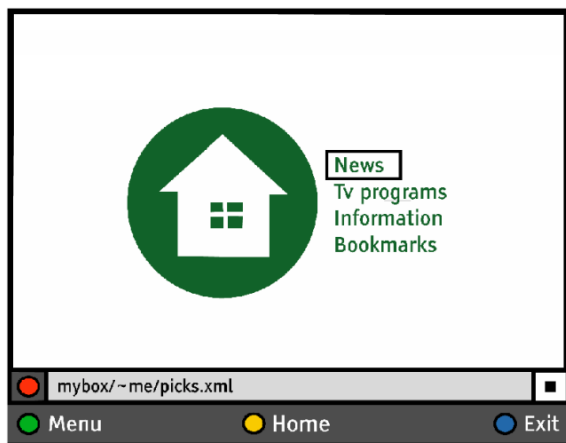 News
Tv programs
Information
Bookmarks
mybox/~me/picks.xml
Menu Home Exit